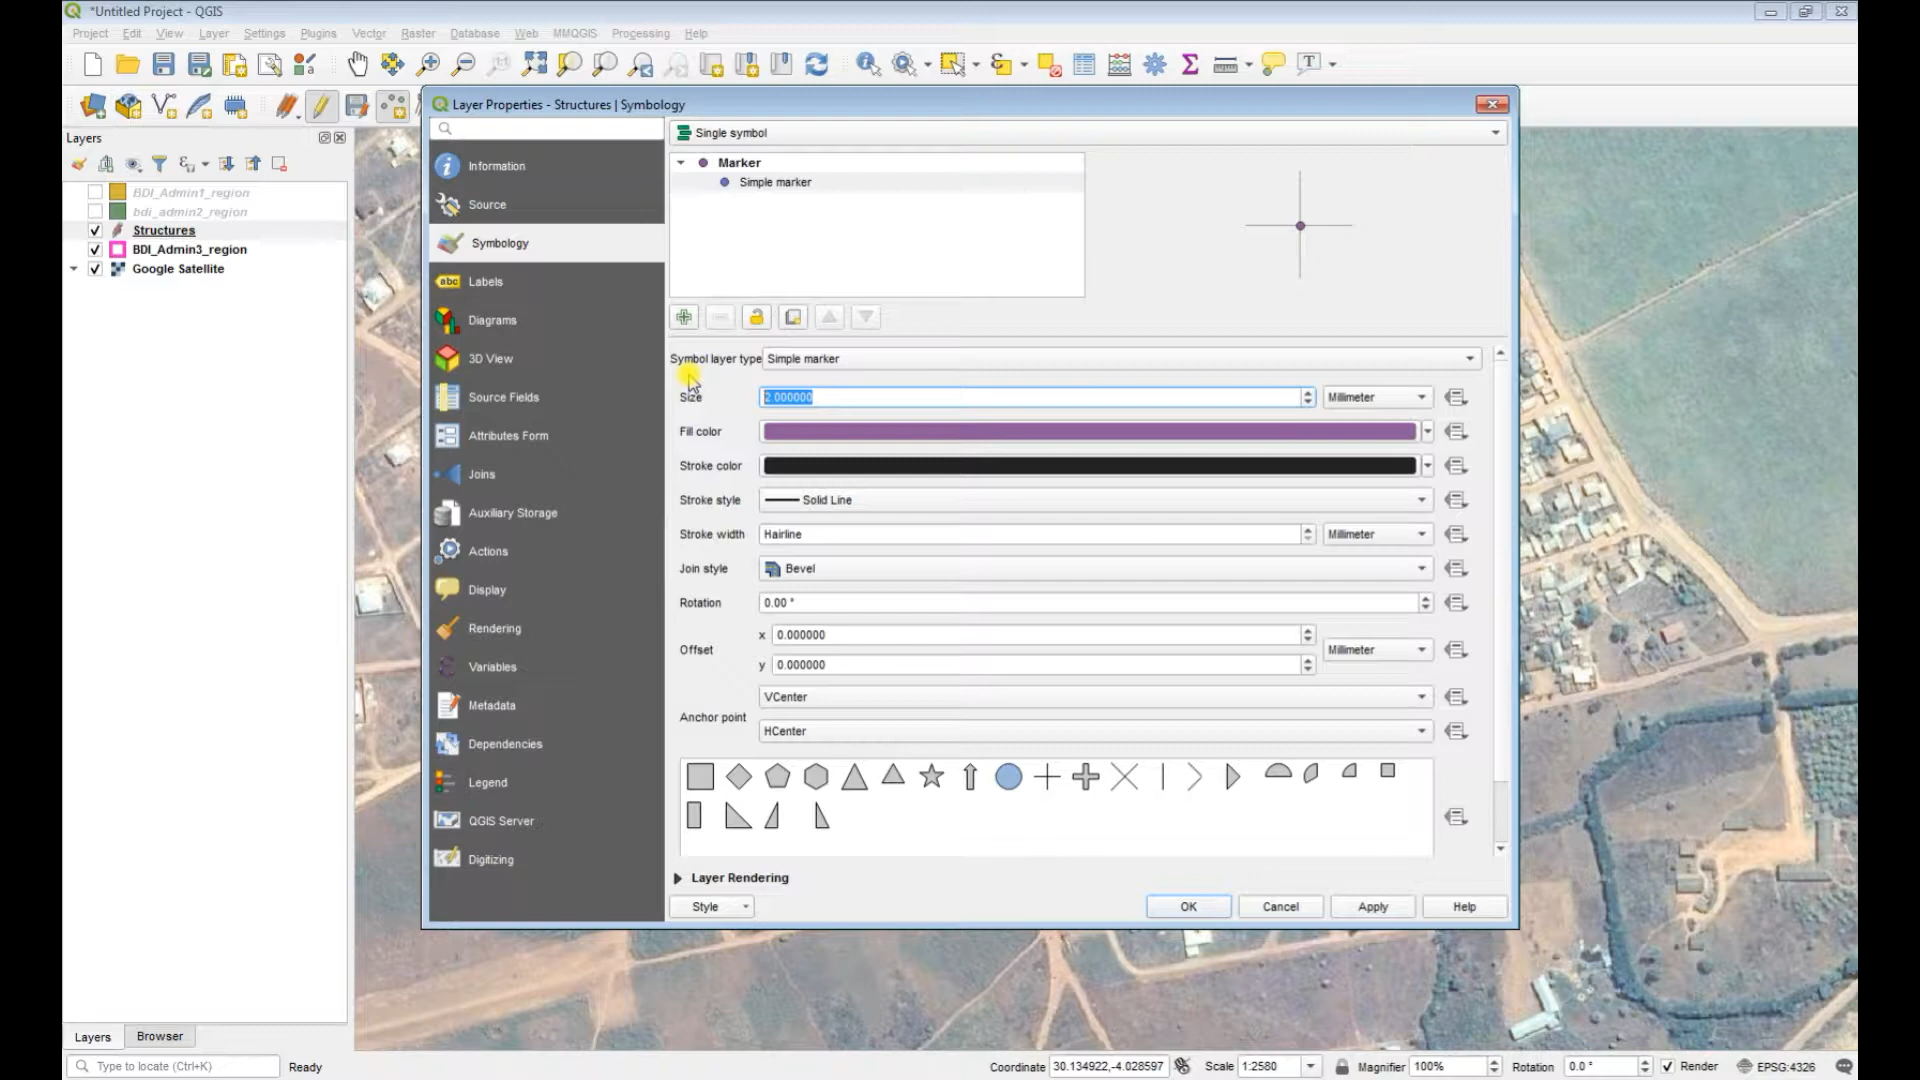 *Untitled Project - QGIS
Project Edit View Layer Settings Plugins Vector Raster Database Web MMQGIS Processing Help
Layer Properties - Structures | Symbology
Layers
BDI_Admin1_region
bdi_admin2_region
Structures
BDI_Admin3_region
Google Satellite
Information
Source
Symbology
abc Labels
Diagrams
3D View
Source Fields
Attributes Form
Joins
Auxiliary Storage
Actions
Display
Rendering
Variables
Metadata
Dependencies
Legend
QGIS Server
Digitizing
Single symbol
Marker
Simple marker
Symbol layer type Simple marker
Size 2.000000 Millimeter
Fill color
Stroke color
Stroke style Solid Line
Stroke width Hairline Millimeter
Join style Bevel
Rotation 0.00 °
Offset x 0.000000 Millimeter
y 0.000000
Anchor point VCenter
HCenter
Layer Rendering
Style OK Cancel Apply Help
Layers Browser
Type to locate (Ctrl+K) Ready Coordinate 30.134922,-4.028597 Scale 1:2580 Magnifier 100% Rotation 0.0 ° Render EPSG:4326